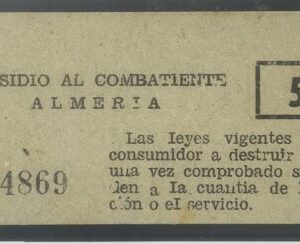 SIDIO AL COMBATIENTE
ALMERIA
5
Las leyes vigentes
consumidor a destruir
una vez comprobado s
den a la cuantia de
ción o el servicio.
4869